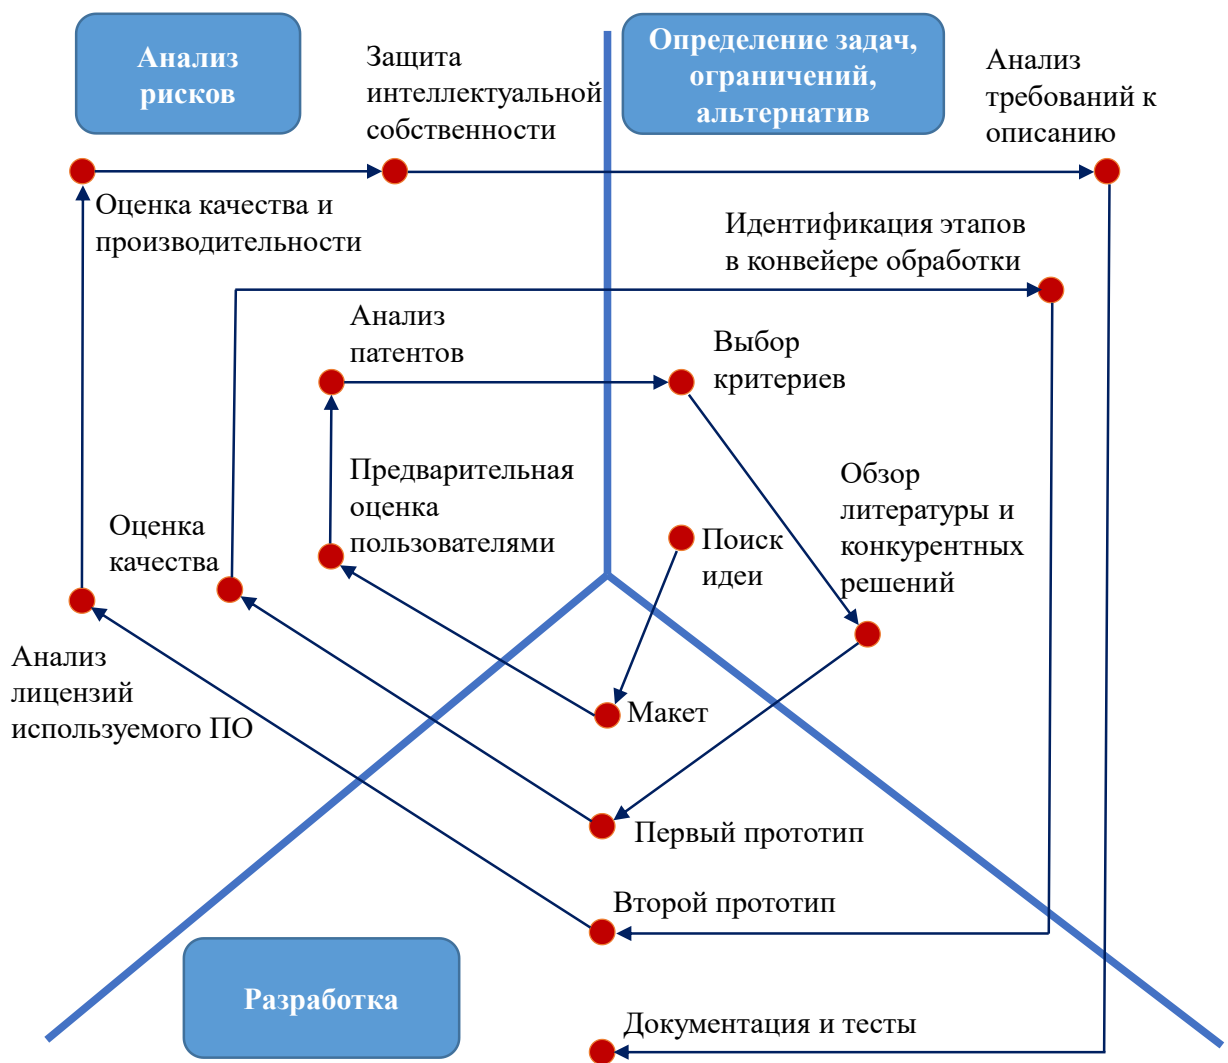 Анализ
рисков
Защита
интеллектуальной
собственности
Определение задач,
ограничений,
альтернатив
Анализ
требований к
описанию
Оценка качества и
производительности
Идентификация этапов
в конвейере обработки
Анализ
патентов
Выбор
критериев
Предварительная
оценка
пользователями
Обзор
литературы и
конкурентных
решений
Оценка
качества
Поиск
идеи
Анализ
лицензий
используемого ПО
Макет
Первый прототип
Второй прототип
Разработка
Документация и тесты